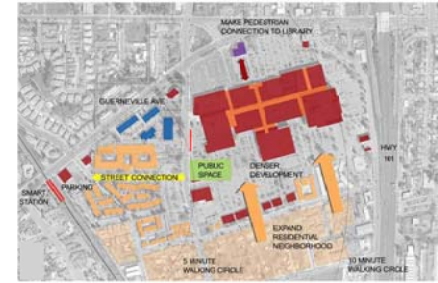 MAKE PEDESTRIAN
CONNECTION TO LIBRARY
GUERNEVILLE AVE.
HWY
101
PUBLIC
SPACE
DENSER
DEVELOPMENT
STREET CONNECTION
PARKING
SMART
STATION
EXPAND
RESIDENTIAL
NEIGHBORHOOD
5 MINUTE
WALKING CIRCLE
10 MINUTE
WALKING CIRCLE